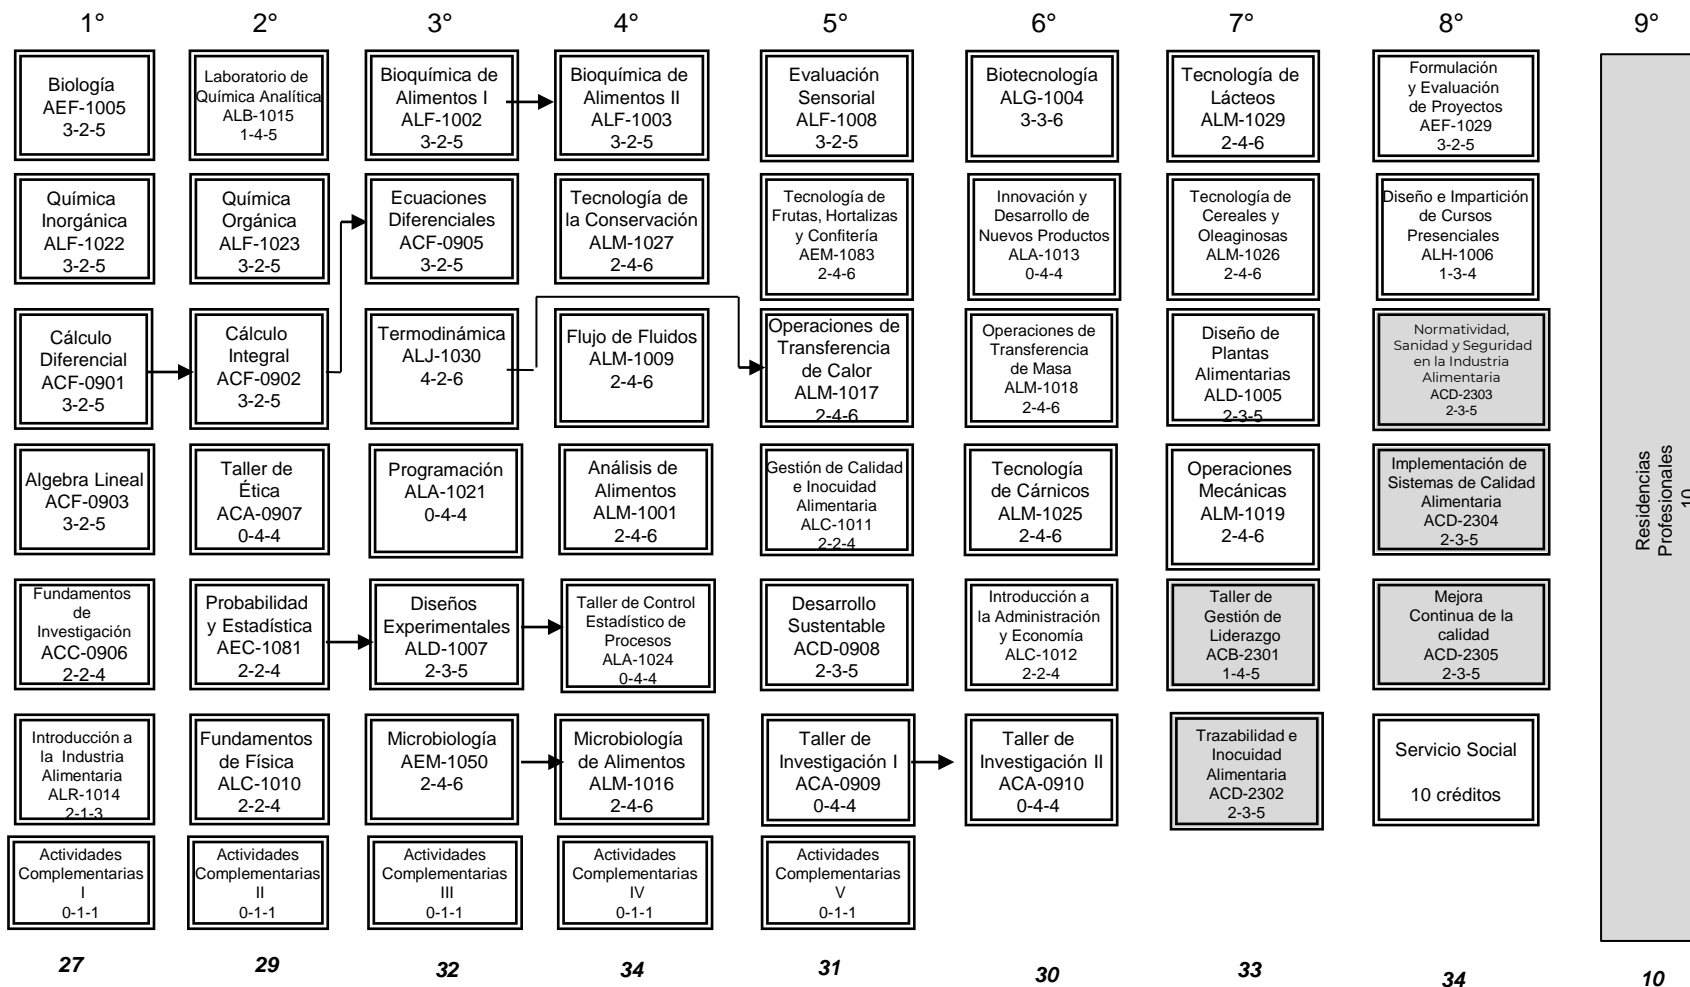 1°
2°
3°
4°
5°
6°
7°
8°
9°
Biología
AEF-1005
3-2-5
Laboratorio de
Química Analítica
ALB-1015
1-4-5
Bioquímica de
Alimentos I
ALF-1002
3-2-5
Bioquímica de
Alimentos II
ALF-1003
3-2-5
Evaluación
Sensorial
ALF-1008
3-2-5
Biotecnología
ALG-1004
3-3-6
Tecnología de
Lácteos
ALM-1029
2-4-6
Formulación
y Evaluación
de Proyectos
AEF-1029
3-2-5
Química
Inorgánica
ALF-1022
3-2-5
Química
Orgánica
ALF-1023
3-2-5
Ecuaciones
Diferenciales
ACF-0905
3-2-5
Tecnología de
la Conservación
ALM-1027
2-4-6
Tecnología de
Frutas, Hortalizas
y Confitería
AEM-1083
2-4-6
Innovación y
Desarrollo de
Nuevos Productos
ALA-1013
0-4-4
Tecnología de
Cereales y
Oleaginosas
ALM-1026
2-4-6
Diseño e Impartición
de Cursos
Presenciales
ALH-1006
1-3-4
Cálculo
Diferencial
ACF-0901
3-2-5
Cálculo
Integral
ACF-0902
3-2-5
Termodinámica
ALJ-1030
4-2-6
Flujo de Fluidos
ALM-1009
2-4-6
Operaciones de
Transferencia
de Calor
ALM-1017
2-4-6
Operaciones de
Transferencia
de Masa
ALM-1018
2-4-6
Diseño de
Plantas
Alimentarias
ALD-1005
2-3-5
Normatividad,
Sanidad y Seguridad
en la Industria
Alimentaria
ACD-2303
2-3-5
Algebra Lineal
ACF-0903
3-2-5
Taller de
Ética
ACA-0907
0-4-4
Programación
ALA-1021
0-4-4
Análisis de
Alimentos
ALM-1001
2-4-6
Gestión de Calidad
e Inocuidad
Alimentaria
ALC-1011
2-2-4
Tecnología
de Cárnicos
ALM-1025
2-4-6
Operaciones
Mecánicas
ALM-1019
2-4-6
Implementación de
Sistemas de Calidad
Alimentaria
ACD-2304
2-3-5
Fundamentos
de
Investigación
ACC-0906
2-2-4
Probabilidad
y Estadística
AEC-1081
2-2-4
Diseños
Experimentales
ALD-1007
2-3-5
Taller de Control
Estadístico de
Procesos
ALA-1024
0-4-4
Desarrollo
Sustentable
ACD-0908
2-3-5
Introducción a
la Administración
y Economía
ALC-1012
2-2-4
Taller de
Gestión de
Liderazgo
ACB-2301
1-4-5
Mejora
Continua de la
calidad
ACD-2305
2-3-5
Introducción a
la Industria
Alimentaria
ALR-1014
2-1-3
Fundamentos
de Física
ALC-1010
2-2-4
Microbiología
AEM-1050
2-4-6
Microbiología
de Alimentos
ALM-1016
2-4-6
Taller de
Investigación I
ACA-0909
0-4-4
Taller de
Investigación II
ACA-0910
0-4-4
Trazabilidad e
Inocuidad
Alimentaria
ACD-2302
2-3-5
Servicio Social
10 créditos
Actividades
Complementarias
I
0-1-1
Actividades
Complementarias
II
0-1-1
Actividades
Complementarias
III
0-1-1
Actividades
Complementarias
IV
0-1-1
Actividades
Complementarias
V
0-1-1
Residencias
Profesionales
10
27
29
32
34
31
30
33
34
10